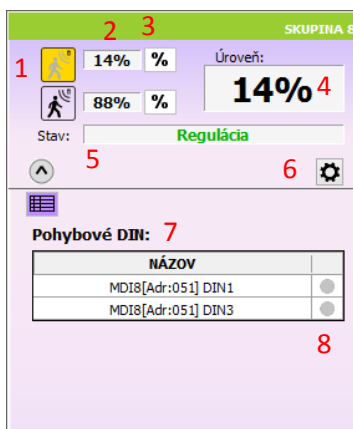 2 3
SKUPINA 8
1 14% % Úroveň:
14% 4
88% %
Stav: Regulácia
5 6
Pohybové DIN: 7
NÁZOV
MDI8[Adr:051] DIN1
MDI8[Adr:051] DIN3
8